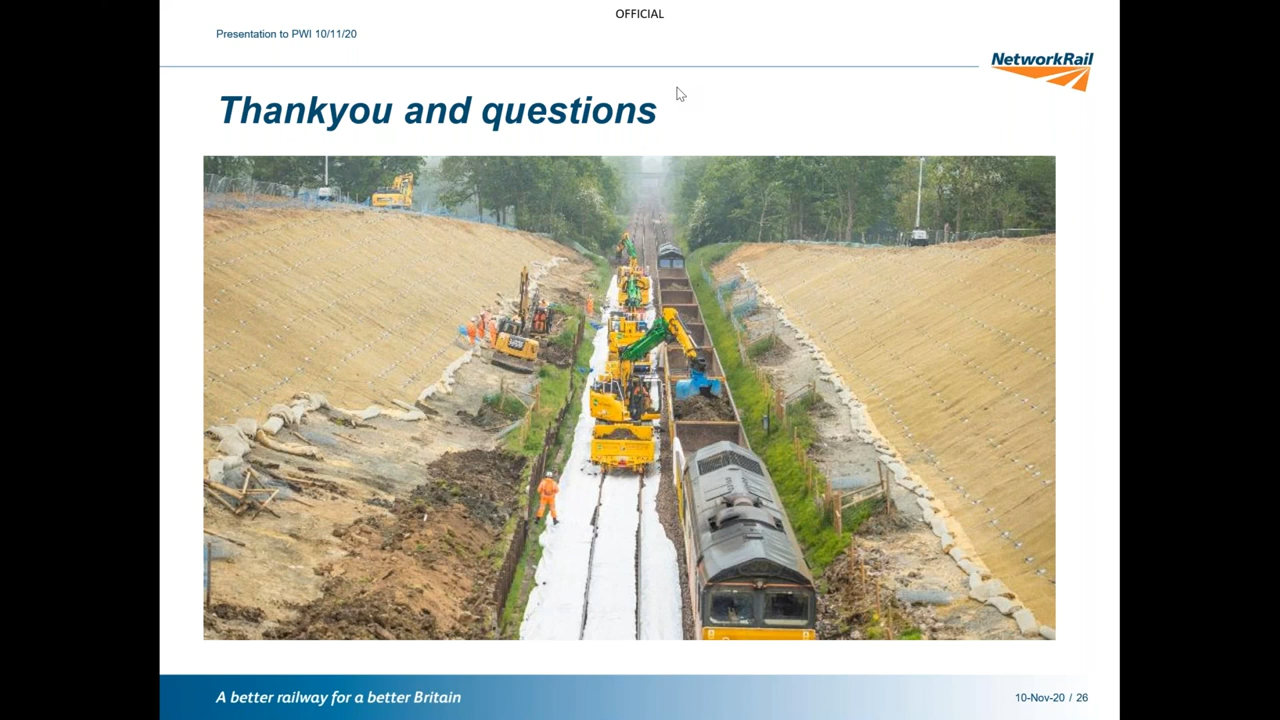 OFFICIAL
Presentation to PWI 10/11/20
NetworkRail
Thankyou and questions
A better railway for a better Britain
10-Nov-20 / 26